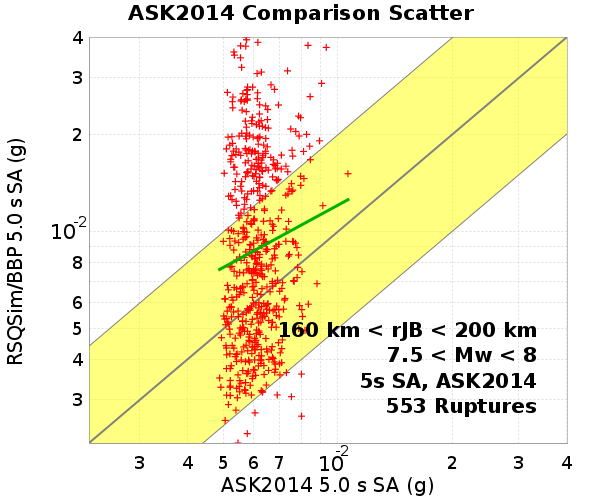 ASK2014 Comparison Scatter
RSQSim/BBP 5.0 s SA (g)
4
3
2
10-2
8
6
5
4
3
160 km < rJB < 200 km
7.5 < Mw < 8
5s SA, ASK2014
553 Ruptures
3 4 5 6 7 10-2 2 3 4
ASK2014 5.0 s SA (g)